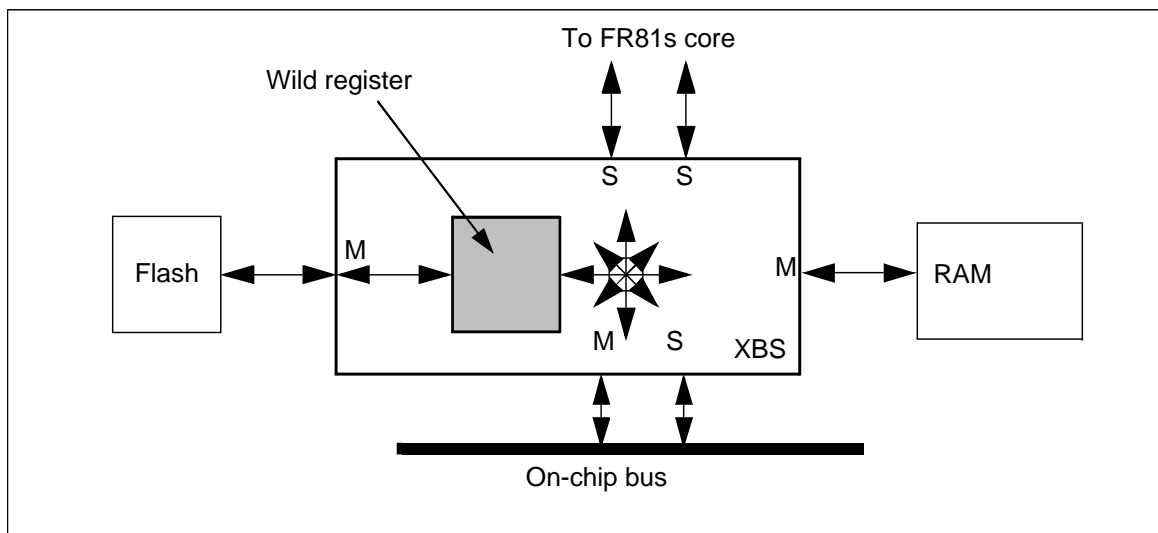 To FR81s core
Wild register
S S
M
Flash
M
RAM
M S
XBS
On-chip bus